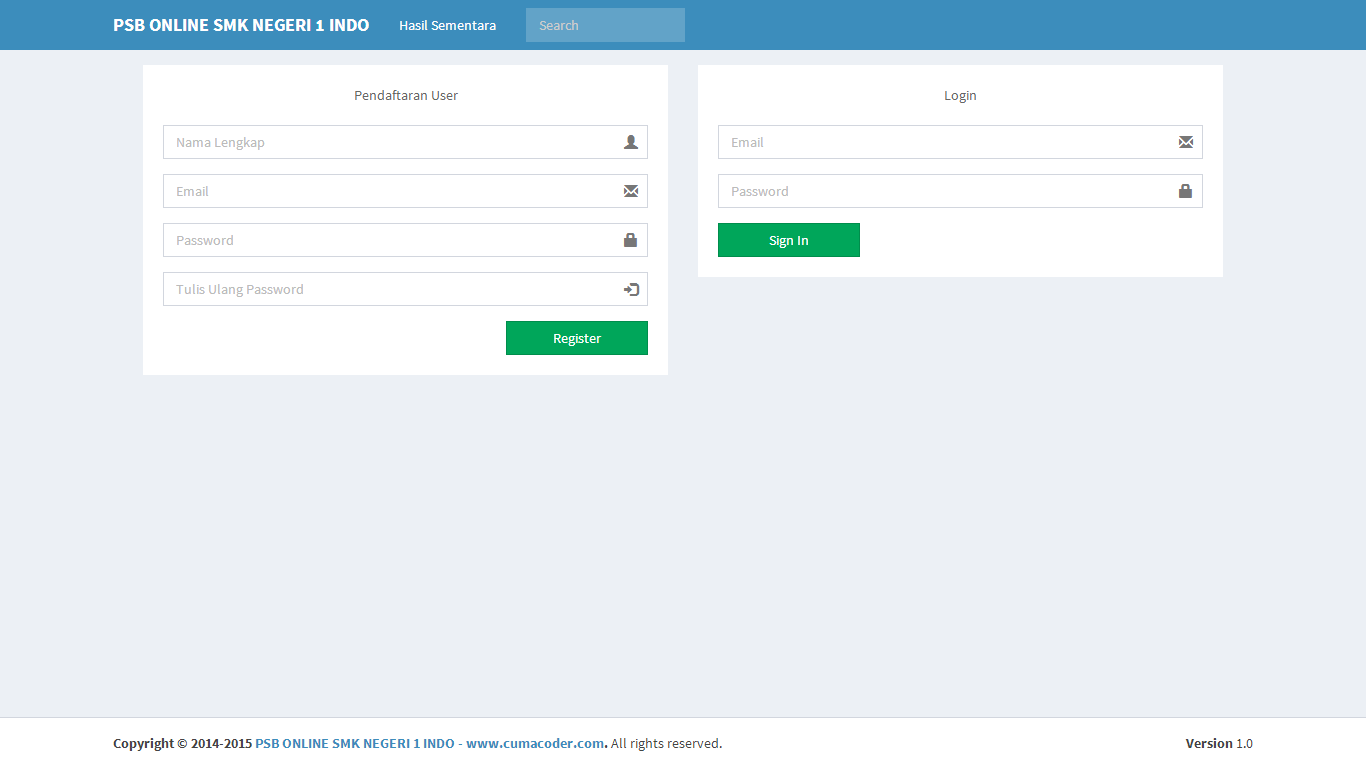 PSB ONLINE SMK NEGERI 1 INDO Hasil Sementara Search
Pendaftaran User
Nama Lengkap
Email
Password
Tulis Ulang Password
Register
Login
Email
Password
Sign In
Copyright © 2014-2015 PSB ONLINE SMK NEGERI 1 INDO - www.cumacoder.com. All rights reserved. Version 1.0